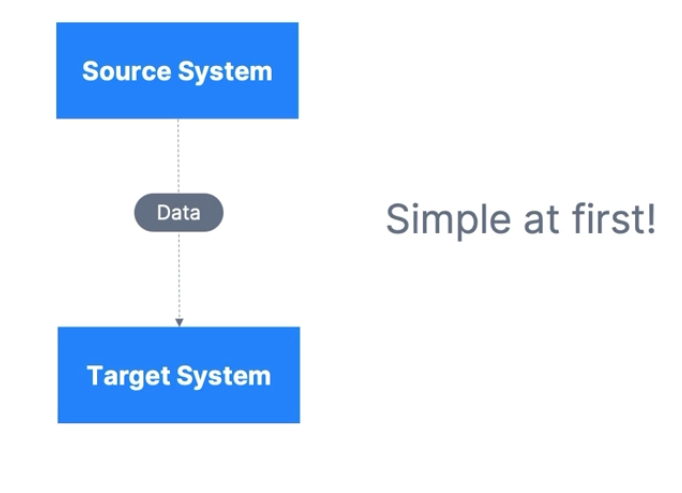 Source System
Data
Simple at first!
Target System